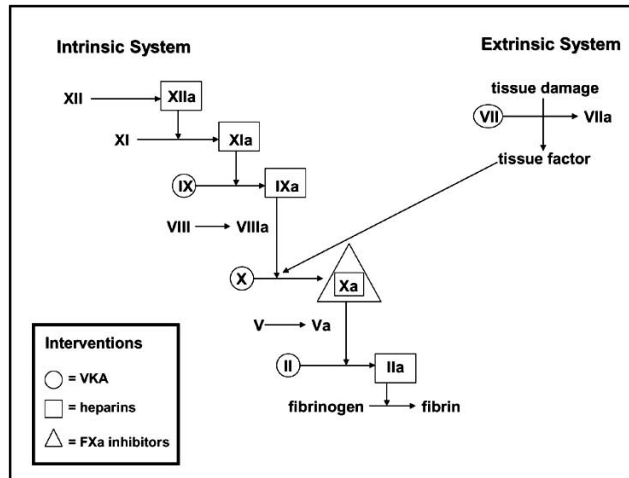 Intrinsic System
Extrinsic System
XII XIIa
tissue damage
VII VIIa
XI XIa
tissue factor
IX IXa
VIII VIIIa
X Xa
V Va
II IIa
fibrinogen fibrin
Interventions
= VKA
= heparins
= FXa inhibitors